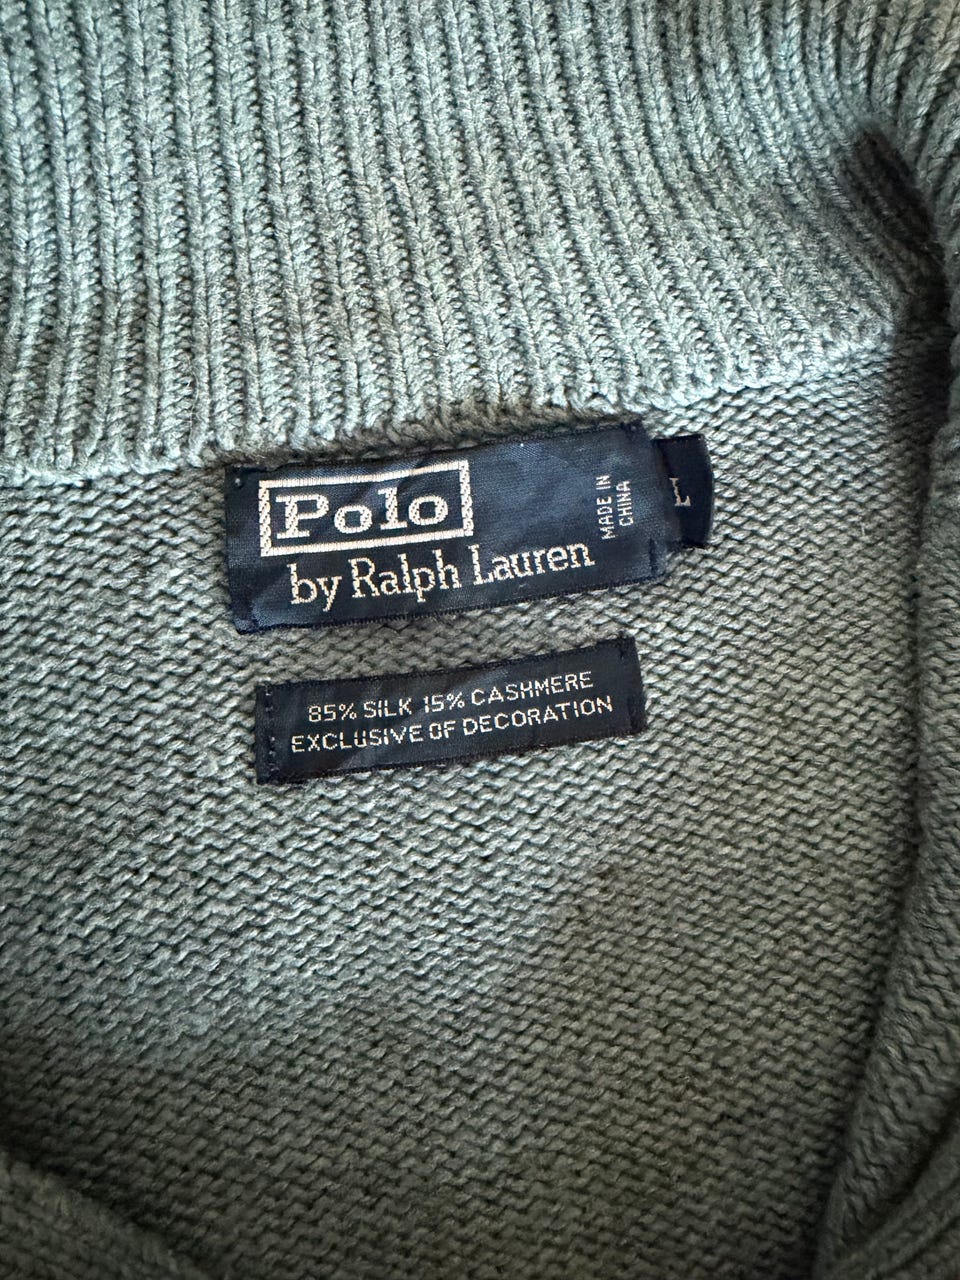 Polo
by Ralph Lauren
MADE IN
CHINA
L
85% SILK 15% CASHMERE
EXCLUSIVE OF DECORATION